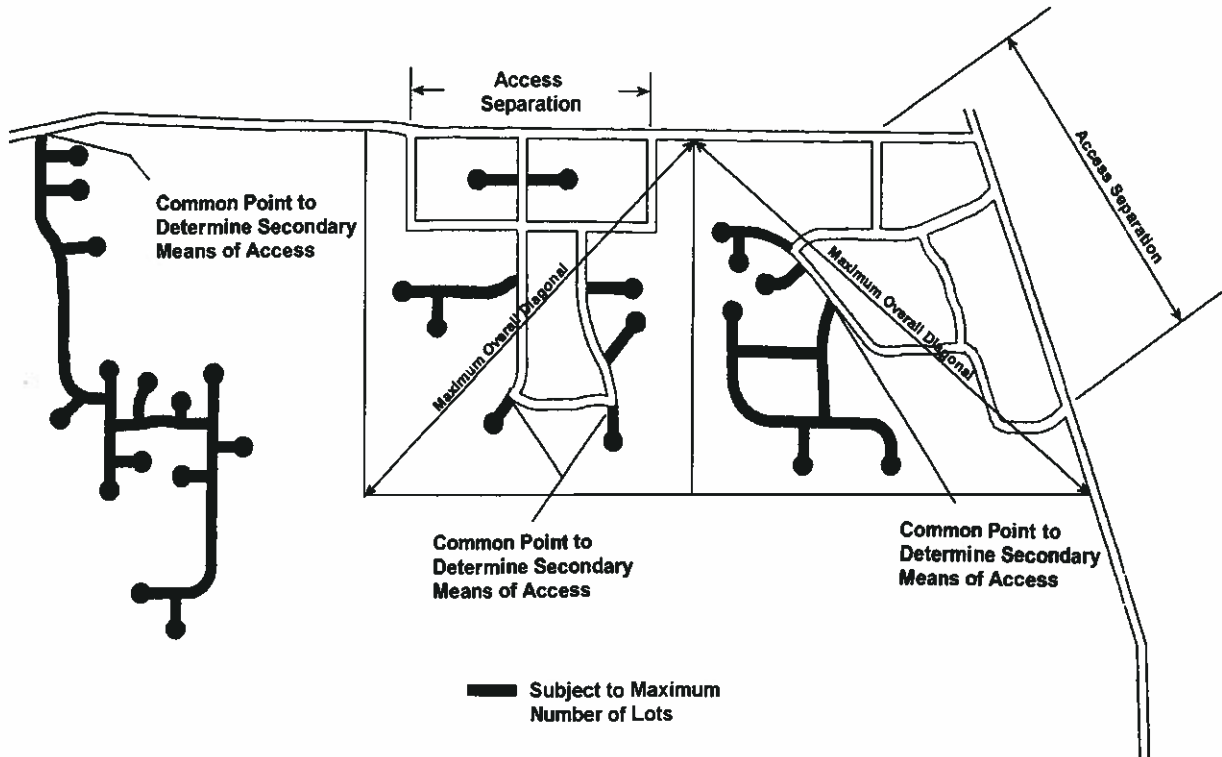 Access
Separation
Access Separation
Common Point to
Determine Secondary
Means of Access
Maximum Overall Diagonal
Maximum Overall Diagonal
Common Point to
Determine Secondary
Means of Access
Common Point to
Determine Secondary
Means of Access
Subject to Maximum
Number of Lots